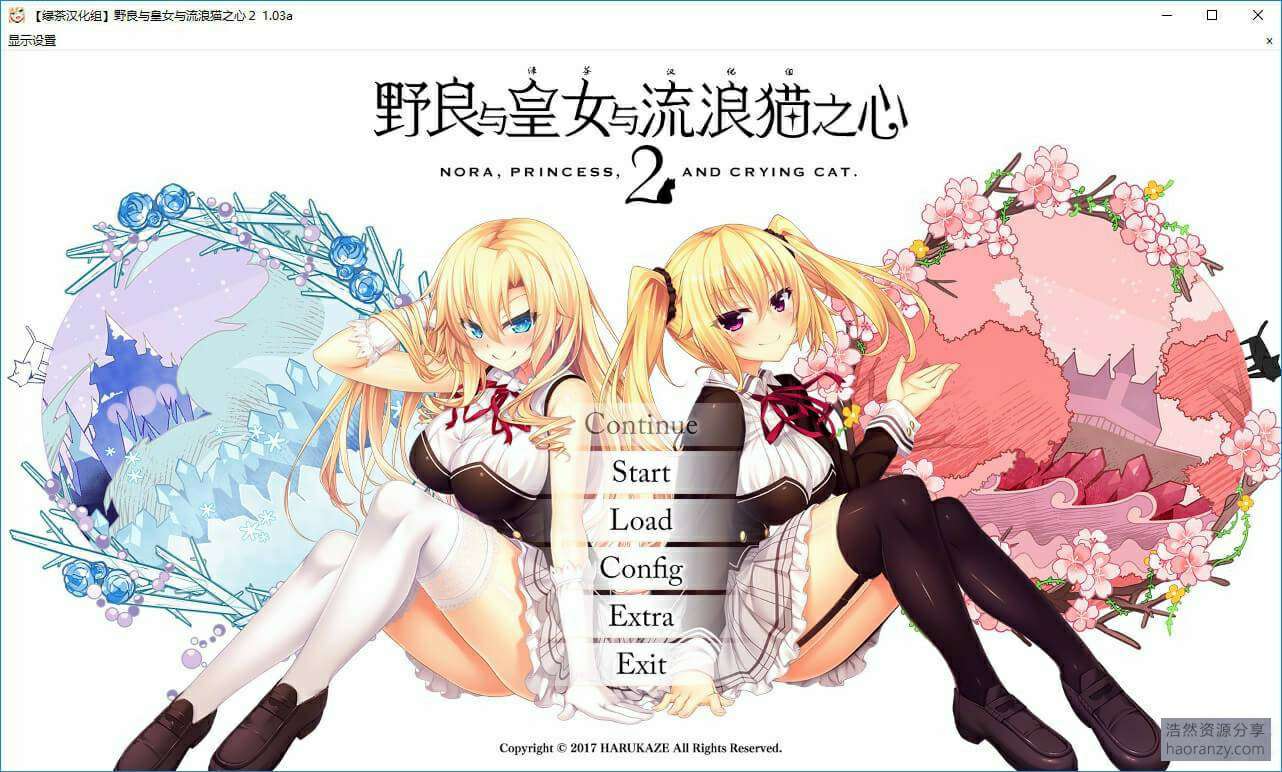 【绿茶汉化组】野良与皇女与流浪猫之心 2 1.03a
显示设置
绿茶汉化组
野良与皇女与流浪猫之心
NORA, PRINCESS, 2 AND CRYING CAT.
Continue
Start
Load
Config
Extra
Exit
Copyright © 2017 HARUKAZE All Rights Reserved.
浩然资源分享
haoranzy.com